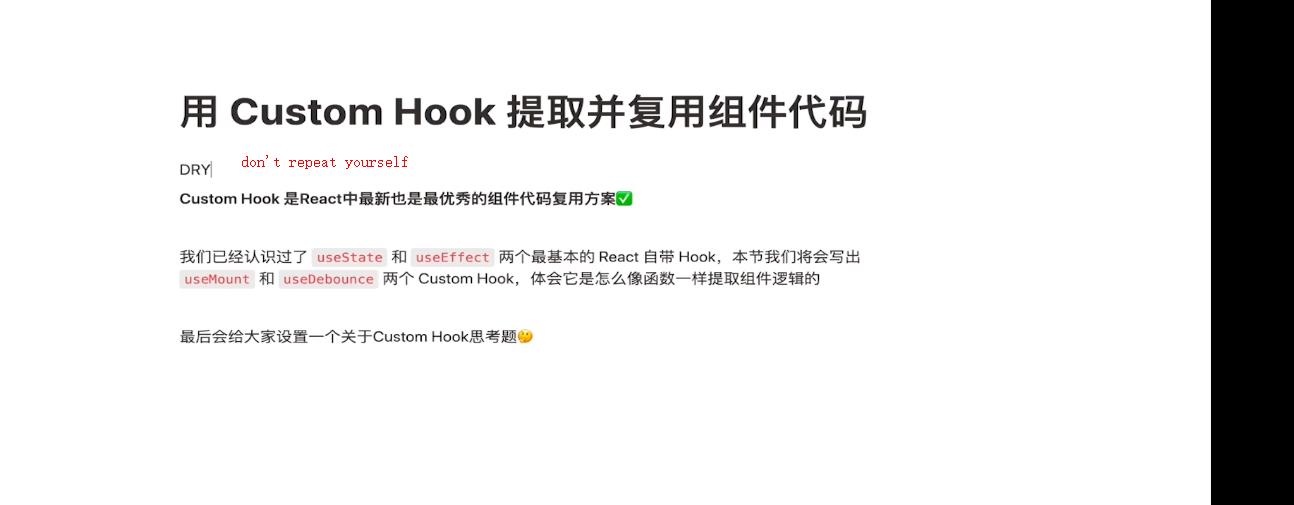 用 Custom Hook 提取并复用组件代码
DRY don't repeat yourself
Custom Hook 是React中最新也是最优秀的组件代码复用方案✅
我们已经认识过了 useState 和 useEffect 两个最基本的 React 自带 Hook，本节我们将会写出
useMount 和 useDebounce 两个 Custom Hook，体会它是怎么像函数一样提取组件逻辑的
最后会给大家设置一个关于Custom Hook思考题🤔